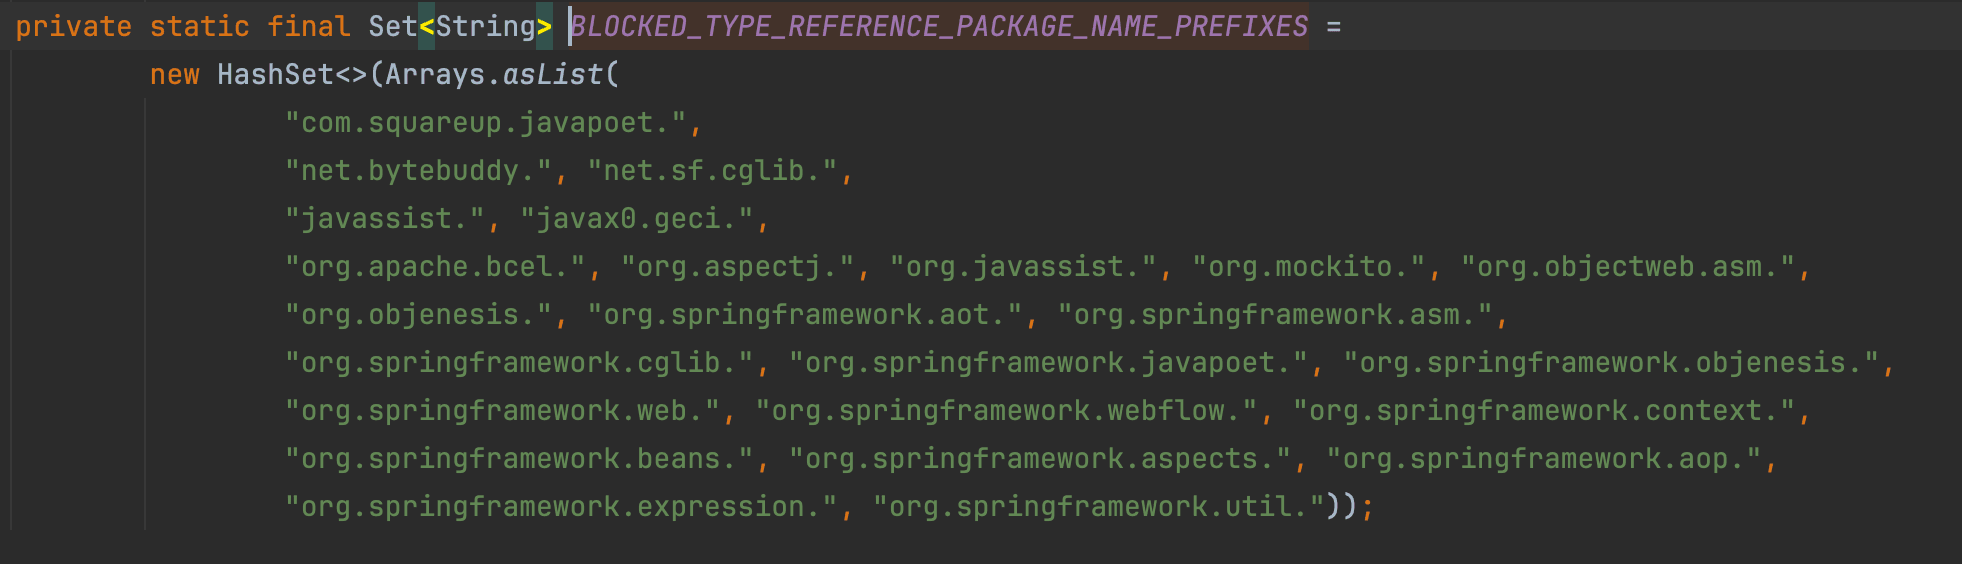 private static final Set<String> BLOCKED_TYPE_REFERENCE_PACKAGE_NAME_PREFIXES =
new HashSet<>(Arrays.asList(
"com.squareup.javapoet.",
"net.bytebuddy.", "net.sf.cglib.",
"javassist.", "javax0.geci.",
"org.apache.bcel.", "org.aspectj.", "org.javassist.", "org.mockito.", "org.objectweb.asm.",
"org.objenesis.", "org.springframework.aot.", "org.springframework.asm.",
"org.springframework.cglib.", "org.springframework.javapoet.", "org.springframework.objenesis.",
"org.springframework.web.", "org.springframework.webflow.", "org.springframework.context.",
"org.springframework.beans.", "org.springframework.aspects.", "org.springframework.aop.",
"org.springframework.expression.", "org.springframework.util."));